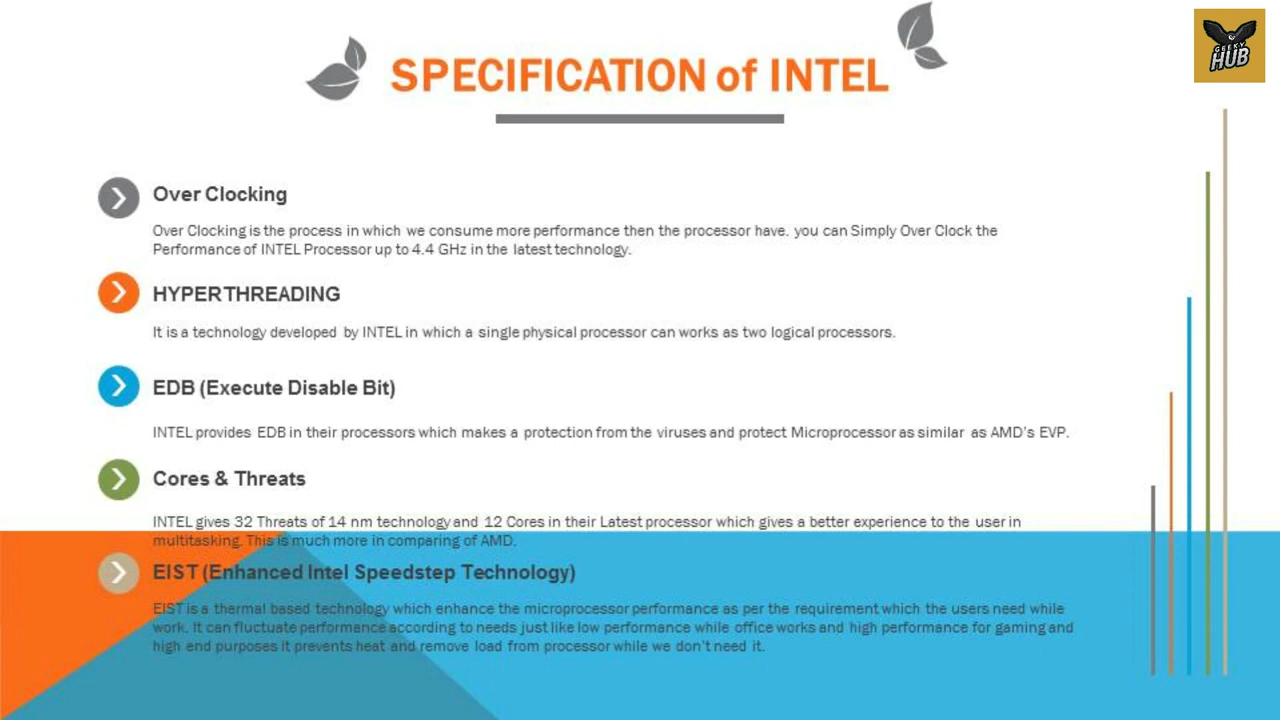 SPECIFICATION of INTEL
GEEKY
HUB
Over Clocking
Over Clocking is the process in which we consume more performance then the processor have. you can Simply Over Clock the
Performance of INTEL Processor up to 4.4 GHz in the latest technology.
HYPERTHREADING
It is a technology developed by INTEL in which a single physical processor can works as two logical processors.
EDB (Execute Disable Bit)
INTEL provides EDB in their processors which makes a protection from the viruses and protect Microprocessor as similar as AMD's EVP.
Cores & Threats
INTEL gives 32 Threats of 14 nm technology and 12 Cores in their Latest processor which gives a better experience to the user in
multitasking. This is much more in comparing of AMD.
EIST (Enhanced Intel Speedstep Technology)
EIST is a thermal based technology which enhance the microprocessor performance as per the requirement which the users need while
work. It can fluctuate performance according to needs just like low performance while office works and high performance for gaming and
high end purposes it prevents heat and remove load from processor while we don't need it.